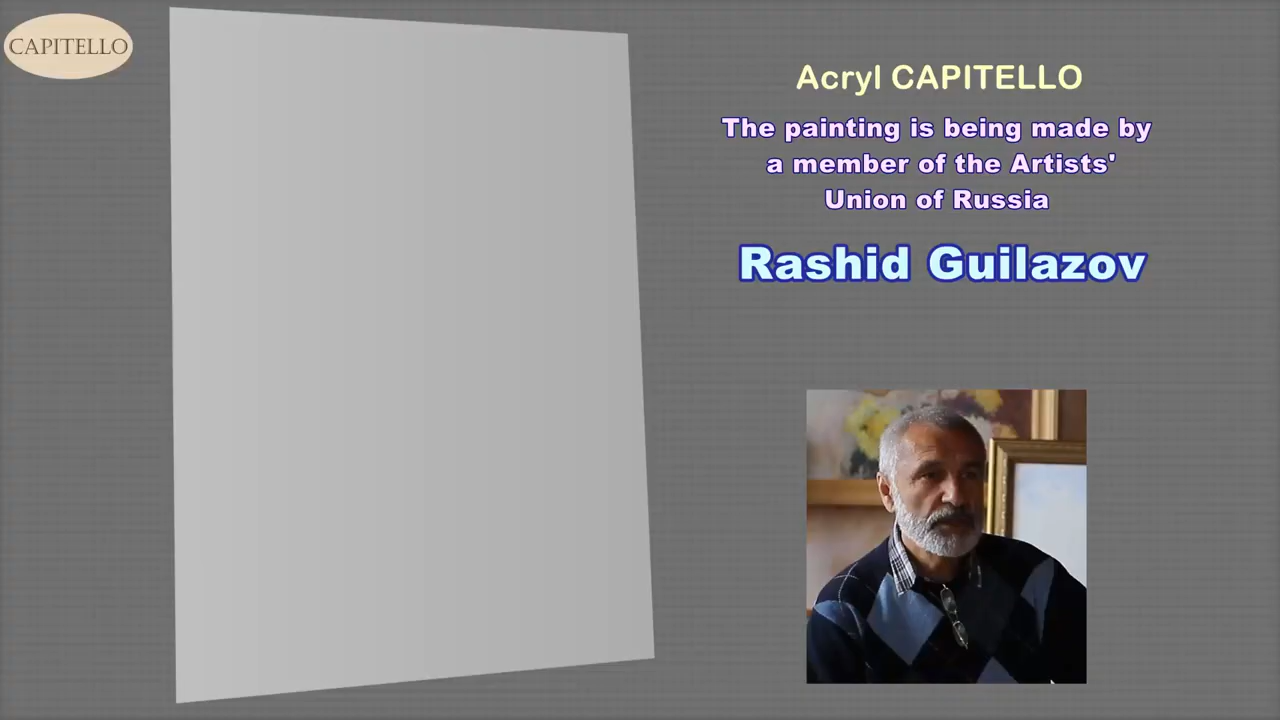 CAPITELLO
Acryl CAPITELLO
The painting is being made by
a member of the Artists'
Union of Russia
Rashid Guilazov